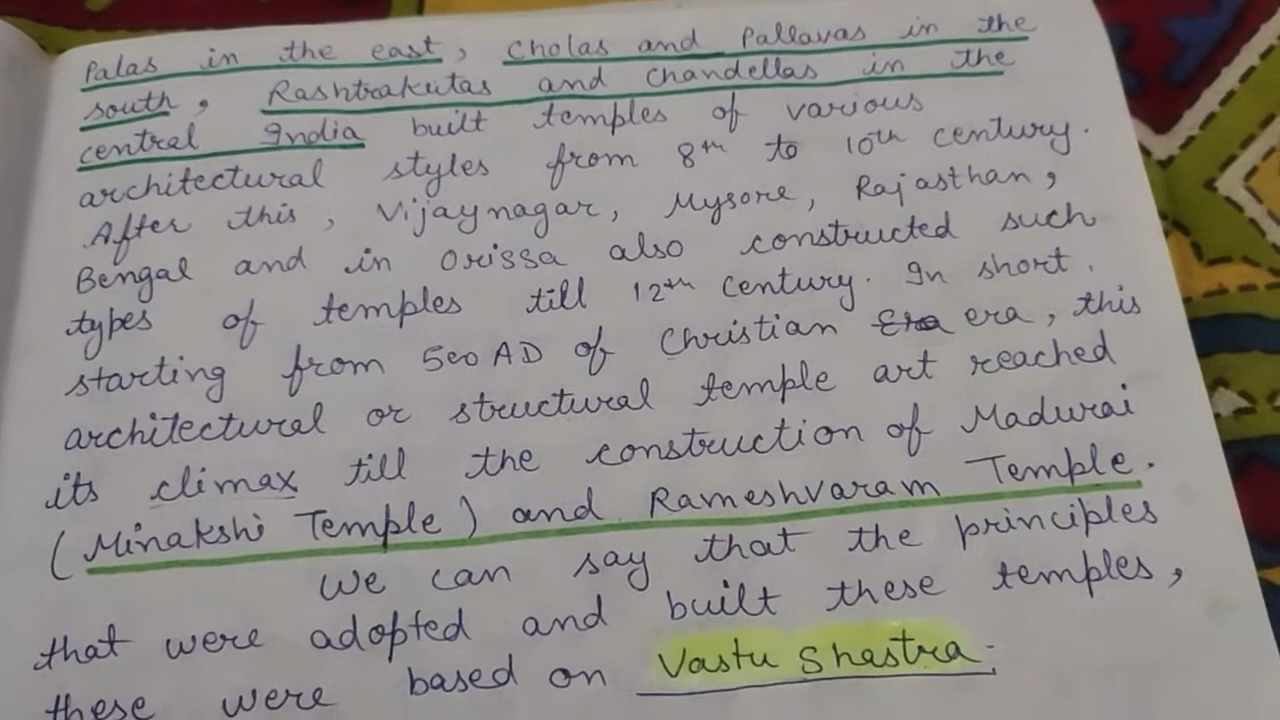 Palas in the east, Cholas and Pallavas in the
south, Rashtrakutas and Chandellas in the
central India built temples of various
architectural styles from 8th to 10th century.
After this, Vijaynagar, Mysore, Rajasthan,
Bengal and in Orissa also constructed such
types of temples till 12th century. In short.
starting from 500 AD of Christian era, this
architectural or structural temple art reached
its climax till the construction of Madurai
(Minakshi Temple) and Rameshvaram Temple.
We can say that the principles
that were adopted and built these temples,
these were based on Vastu Shastra.